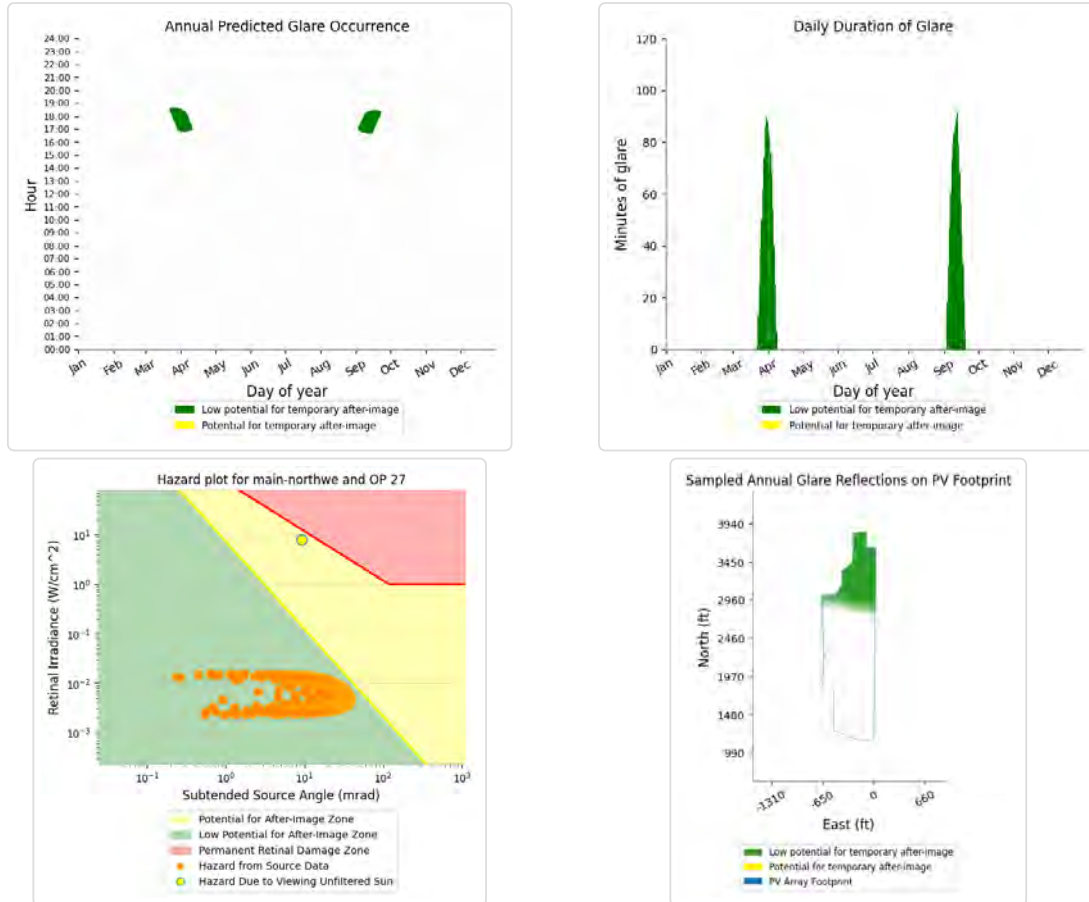 Annual Predicted Glare Occurrence
24:00
23:00
22:00
21:00
20:00
19:00
18:00
17:00
16:00
15:00
14:00
13:00
12:00
11:00
10:00
09:00
08:00
07:00
06:00
05:00
04:00
03:00
02:00
01:00
00:00
Hour
Jan Feb Mar Apr May Jun Jul Aug Sep Oct Nov Dec
Day of year
Low potential for temporary after-image
Potential for temporary after-image
Daily Duration of Glare
120
100
80
60
40
20
0
Minutes of glare
Jan Feb Mar Apr May Jun Jul Aug Sep Oct Nov Dec
Day of year
Low potential for temporary after-image
Potential for temporary after-image
Hazard plot for main-northwe and OP 27
10^1
10^0
10^-1
10^-2
10^-3
Retinal Irradiance (W/cm^2)
10^-1 10^0 10^1 10^2 10^3
Subtended Source Angle (mrad)
Potential for After-Image Zone
Low Potential for After-Image Zone
Permanent Retinal Damage Zone
Hazard from Source Data
Hazard Due to Viewing Unfiltered Sun
Sampled Annual Glare Reflections on PV Footprint
3940
3450
2960
2460
1970
1480
990
North (ft)
-1310 -650 0 660
East (ft)
Low potential for temporary after-image
Potential for temporary after-image
PV Array Footprint